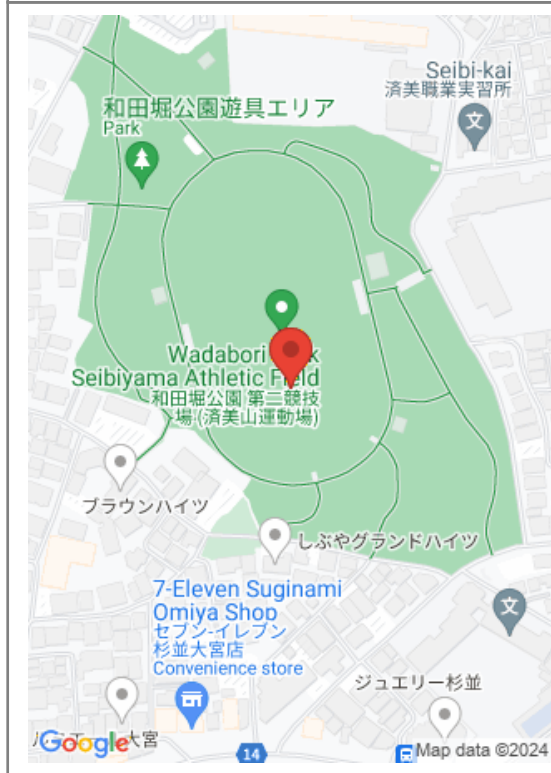 Seibi-kai
済美職業実習所
文
和田堀公園遊具エリア
Park
Wadabori
Seibiyama Athletic Field
和田堀公園 第二競技
場 (済美山運動場)
ブラウンハイツ
しぶやグランドハイツ
7-Eleven Suginami
Omiya Shop
セブン-イレブン
杉並大宮店
Convenience store
文
ジュエリー杉並
大宮
Google
14
Map data ©2024